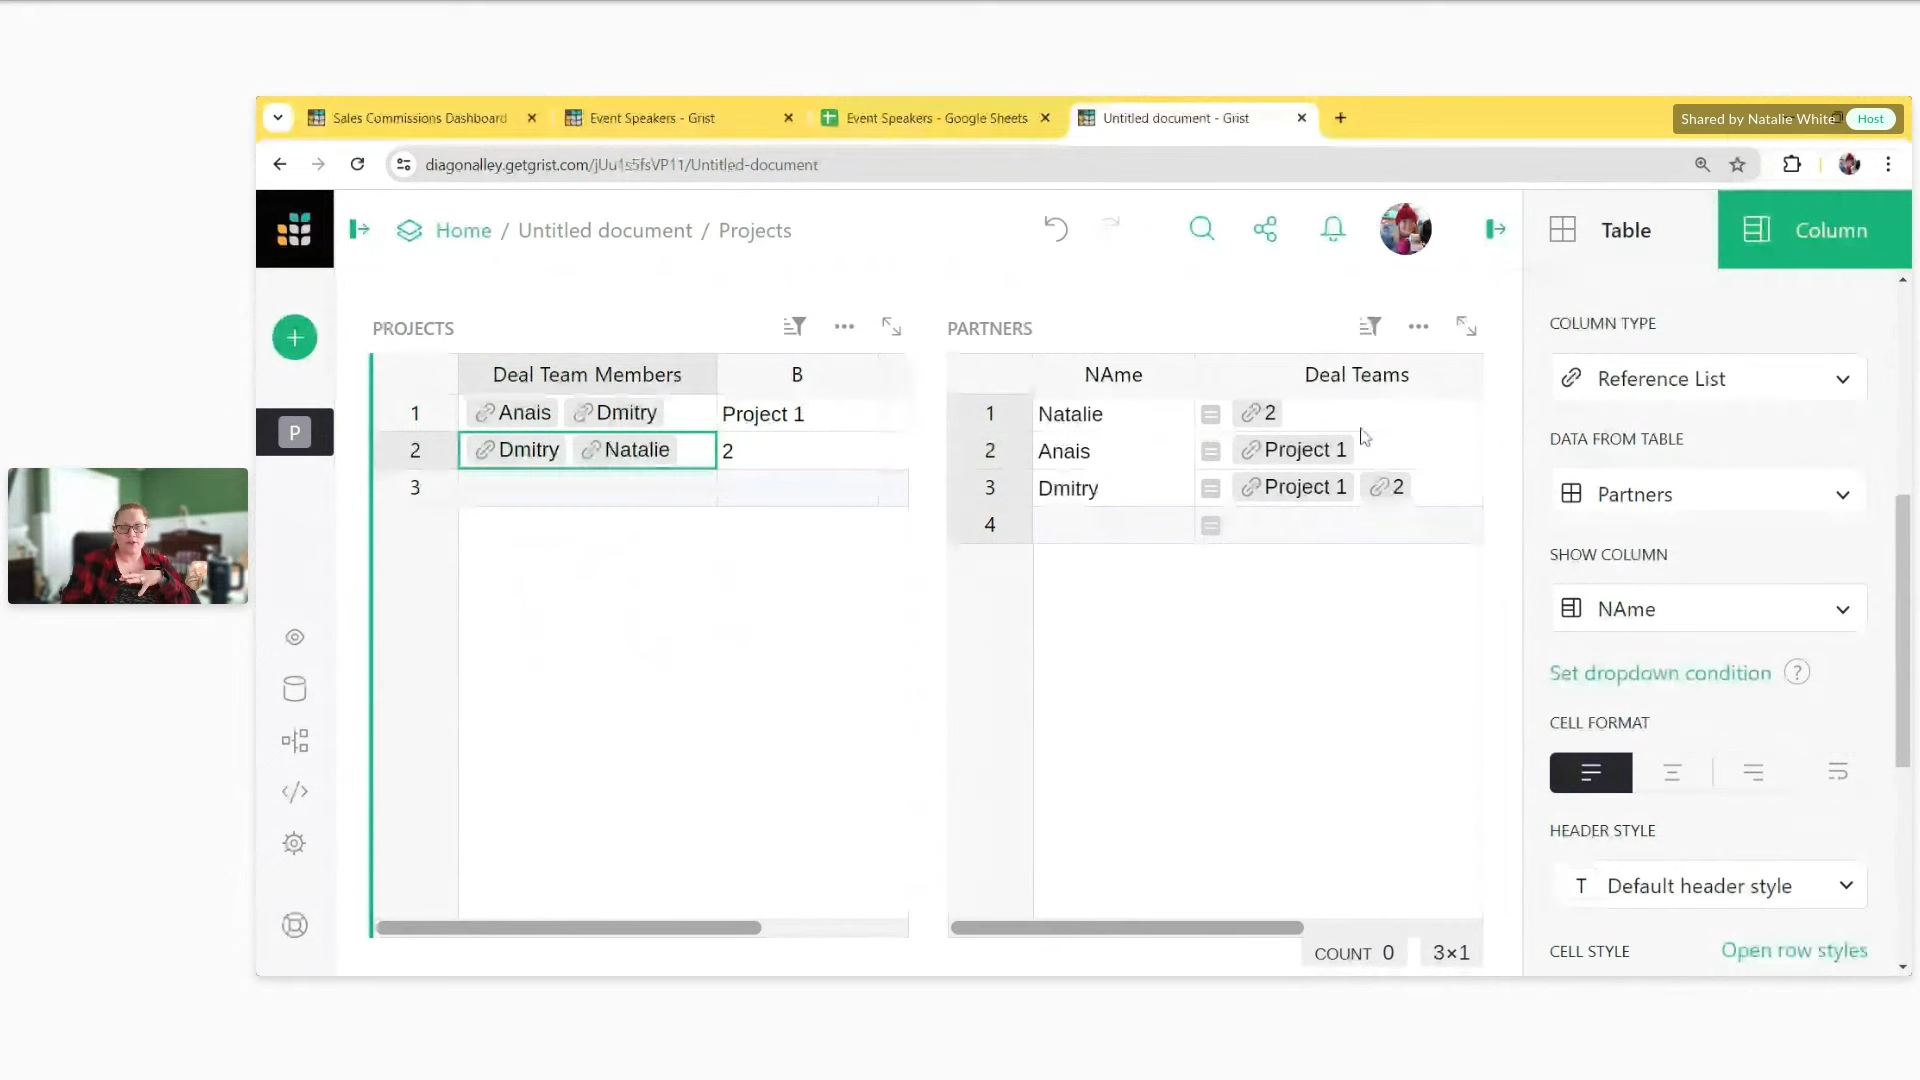 Sales Commissions Dashboard
Event Speakers - Grist
Event Speakers - Google Sheets
Untitled document - Grist
Shared by Natalie White Host
diagonalley.getgrist.com/jUu1s5fsVP11/Untitled-document
Home / Untitled document / Projects
Table
Column
PROJECTS
Deal Team Members B
1 Anais Dmitry Project 1
2 Dmitry Natalie 2
3
PARTNERS
NAme Deal Teams
1 Natalie = 2
2 Anais = Project 1
3 Dmitry = Project 1 2
4 =
P
COUNT 0 3×1
COLUMN TYPE
Reference List
DATA FROM TABLE
Partners
SHOW COLUMN
NAme
Set dropdown condition ?
CELL FORMAT
HEADER STYLE
T Default header style
CELL STYLE Open row styles